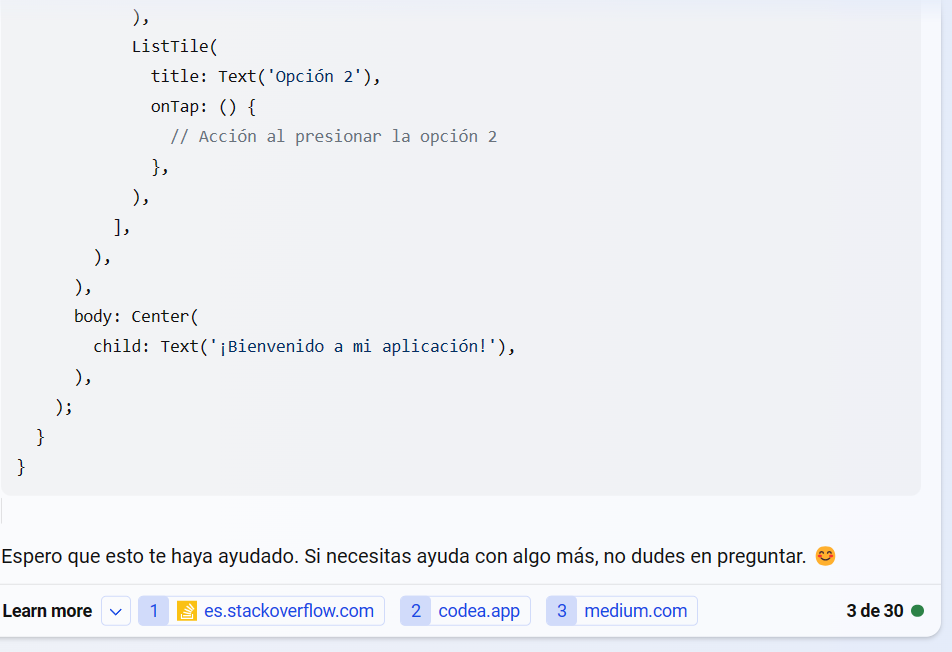 ),
ListTile(
title: Text('Opción 2'),
onTap: () {
// Acción al presionar la opción 2
},
),
],
),
),
body: Center(
child: Text('¡Bienvenido a mi aplicación!'),
),
);
}
}
Espero que esto te haya ayudado. Si necesitas ayuda con algo más, no dudes en preguntar. 😊
Learn more 1 es.stackoverflow.com 2 codea.app 3 medium.com 3 de 30